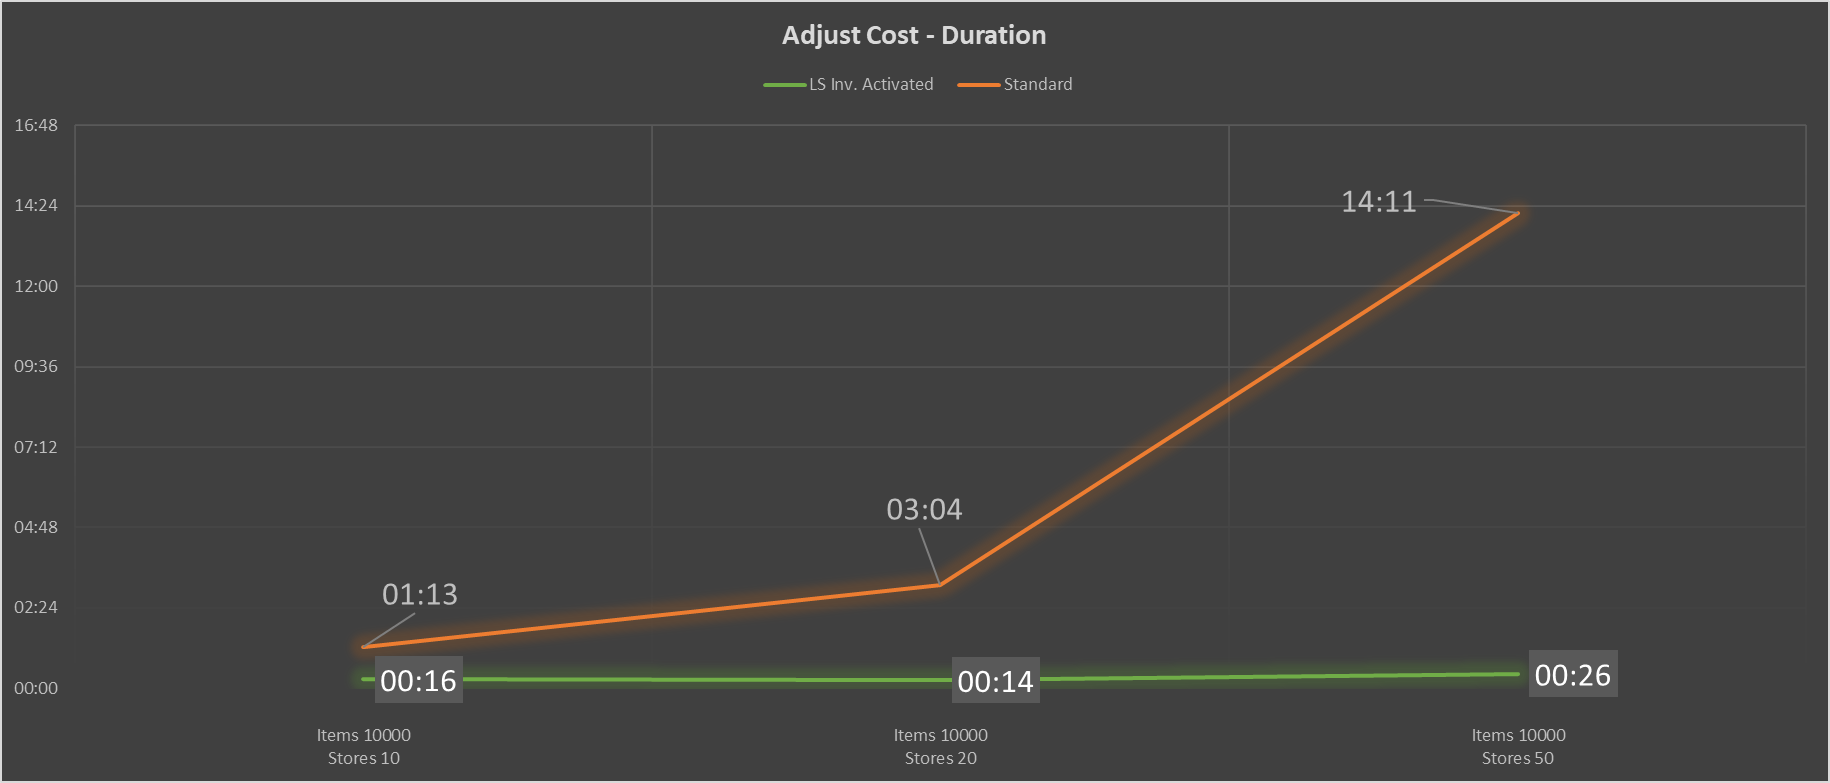 Adjust Cost - Duration
LS Inv. Activated
Standard
16:48
14:24
12:00
09:36
07:12
04:48
02:24
00:00
14:11
03:04
01:13
00:16
00:14
00:26
Items 10000
Stores 10
Items 10000
Stores 20
Items 10000
Stores 50